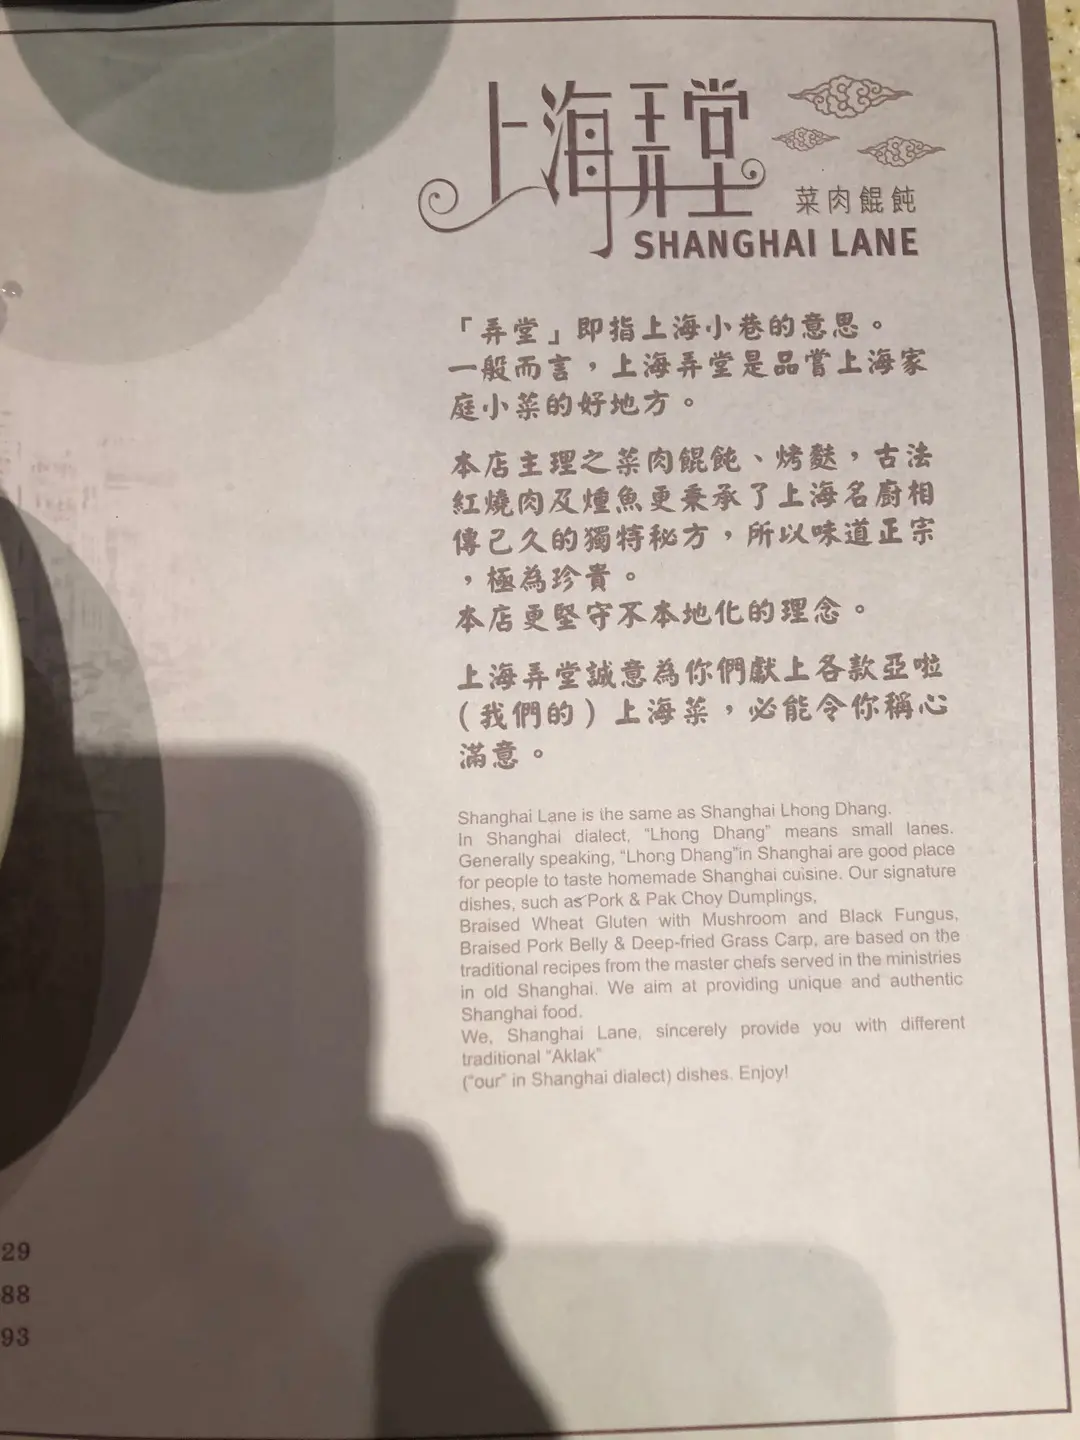 上海弄堂
菜肉餛飩
SHANGHAI LANE
「弄堂」即指上海小巷的意思。
一般而言，上海弄堂是品嘗上海家
庭小菜的好地方。
本店主理之菜肉餛飩、烤麩，古法
紅燒肉及燻魚更秉承了上海名廚相
傳己久的獨特秘方，所以味道正宗
，極為珍貴。
本店更堅守不本地化的理念。
上海弄堂誠意為你們獻上各款亞啦
(我們的)上海菜，必能令你稱心
滿意。
Shanghai Lane is the same as Shanghai Lhong Dhang.
In Shanghai dialect, “Lhong Dhang” means small lanes.
Generally speaking, “Lhong Dhang”in Shanghai are good place
for people to taste homemade Shanghai cuisine. Our signature
dishes, such as Pork & Pak Choy Dumplings,
Braised Wheat Gluten with Mushroom and Black Fungus,
Braised Pork Belly & Deep-fried Grass Carp, are based on the
traditional recipes from the master chefs served in the ministries
in old Shanghai. We aim at providing unique and authentic
Shanghai food.
We, Shanghai Lane, sincerely provide you with different
traditional “Aklak”
(“our” in Shanghai dialect) dishes. Enjoy!
29
88
93